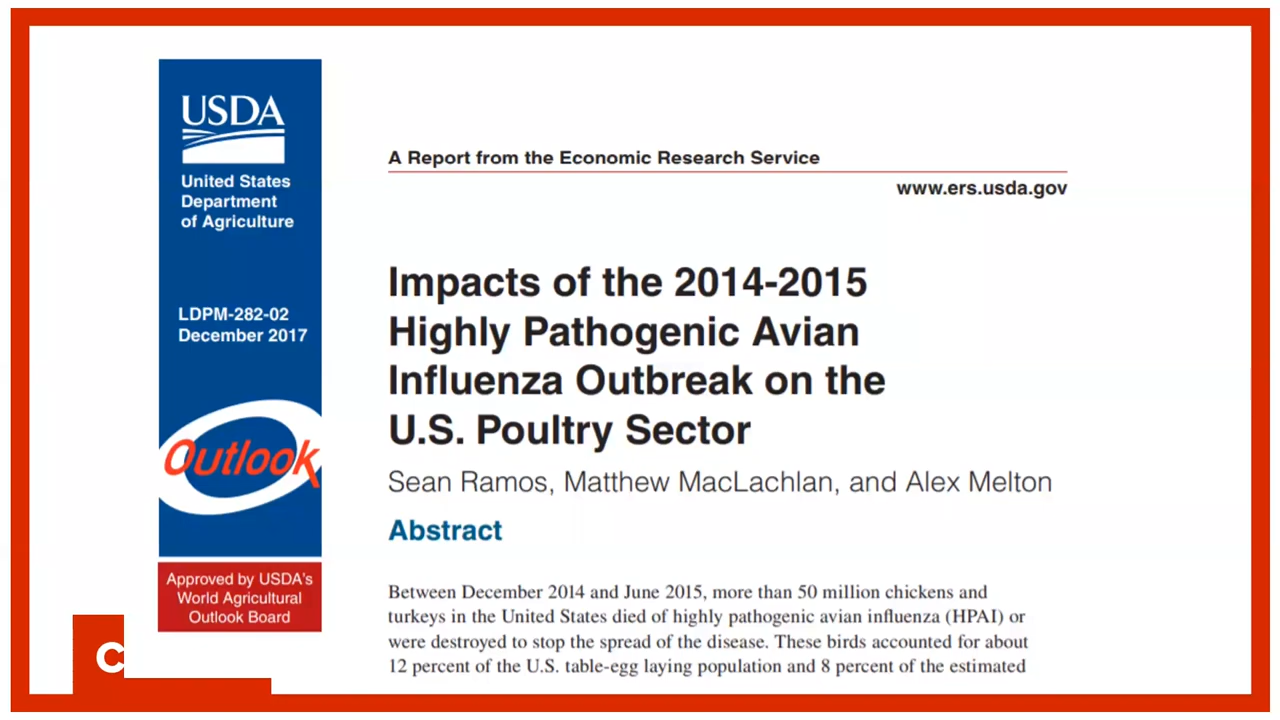 USDA
United States
Department
of Agriculture
LDPM-282-02
December 2017
Outlook
Approved by USDA's
World Agricultural
Outlook Board
A Report from the Economic Research Service
www.ers.usda.gov
Impacts of the 2014-2015
Highly Pathogenic Avian
Influenza Outbreak on the
U.S. Poultry Sector
Sean Ramos, Matthew MacLachlan, and Alex Melton
Abstract
Between December 2014 and June 2015, more than 50 million chickens and
turkeys in the United States died of highly pathogenic avian influenza (HPAI) or
were destroyed to stop the spread of the disease. These birds accounted for about
12 percent of the U.S. table-egg laying population and 8 percent of the estimated
C